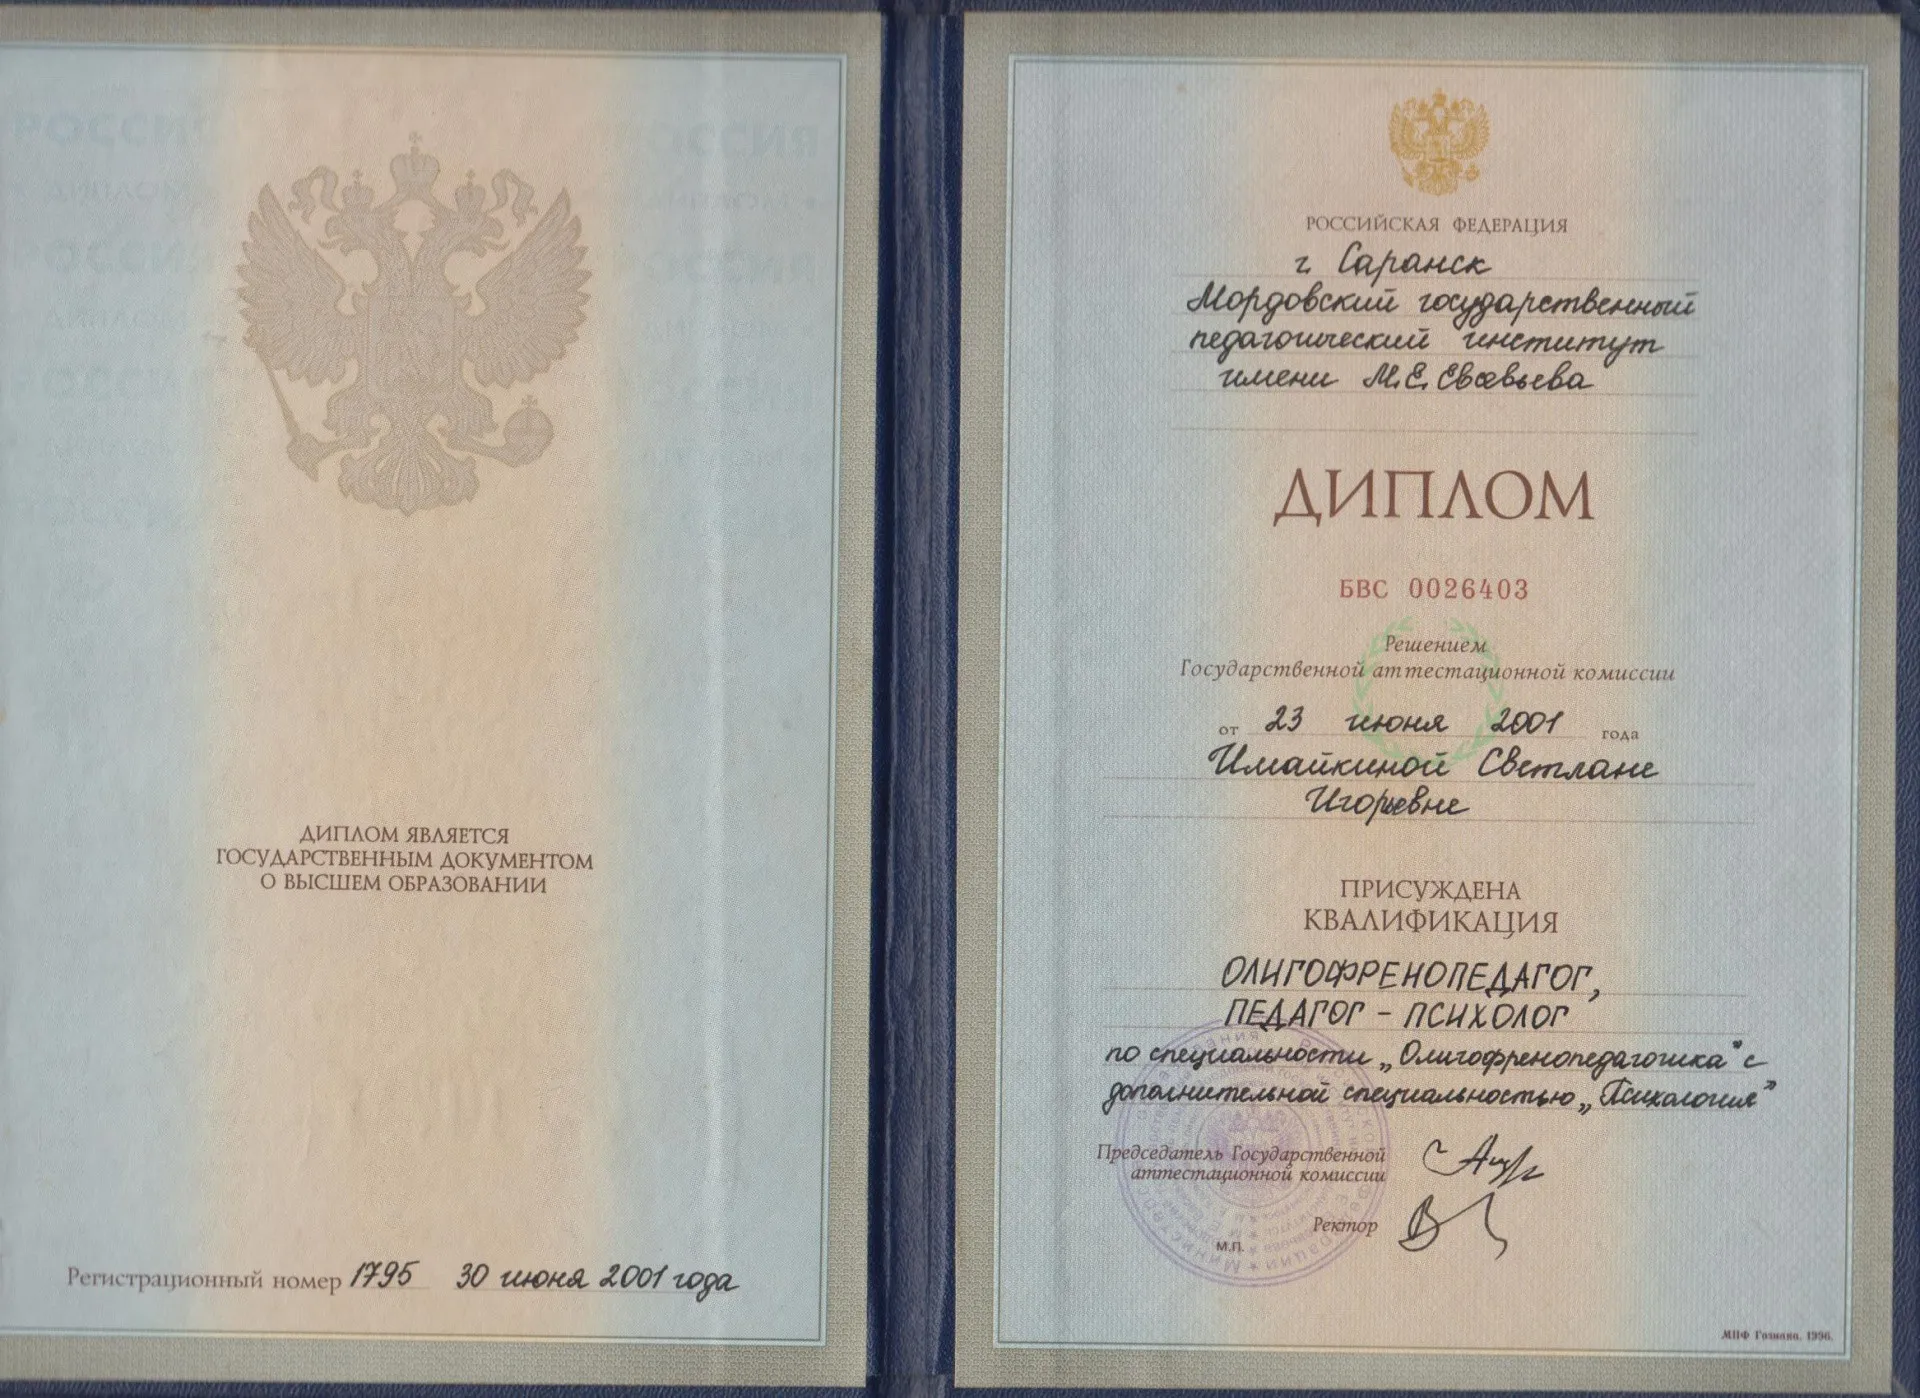 ДИПЛОМ ЯВЛЯЕТСЯ
ГОСУДАРСТВЕННЫМ ДОКУМЕНТОМ
О ВЫСШЕМ ОБРАЗОВАНИИ
Регистрационный номер 1795 30 июня 2001 года
РОССИЙСКАЯ ФЕДЕРАЦИЯ
г. Саранск
Мордовский государственный
педагогический институт
имени М.Е. Евсевьева
ДИПЛОМ
БВС 0026403
Решением
Государственной аттестационной комиссии
от 23 июня 2001 года
Имайкиной Светлане
Игорьевне
ПРИСУЖДЕНА
КВАЛИФИКАЦИЯ
ОЛИГОФРЕНОПЕДАГОГ,
ПЕДАГОГ - ПСИХОЛОГ
по специальности „Олигофренопедагогика" с
дополнительной специальностью „Психология"
Председатель Государственной
аттестационной комиссии
Ректор
М.П.
МПФ Гознака. 1996.